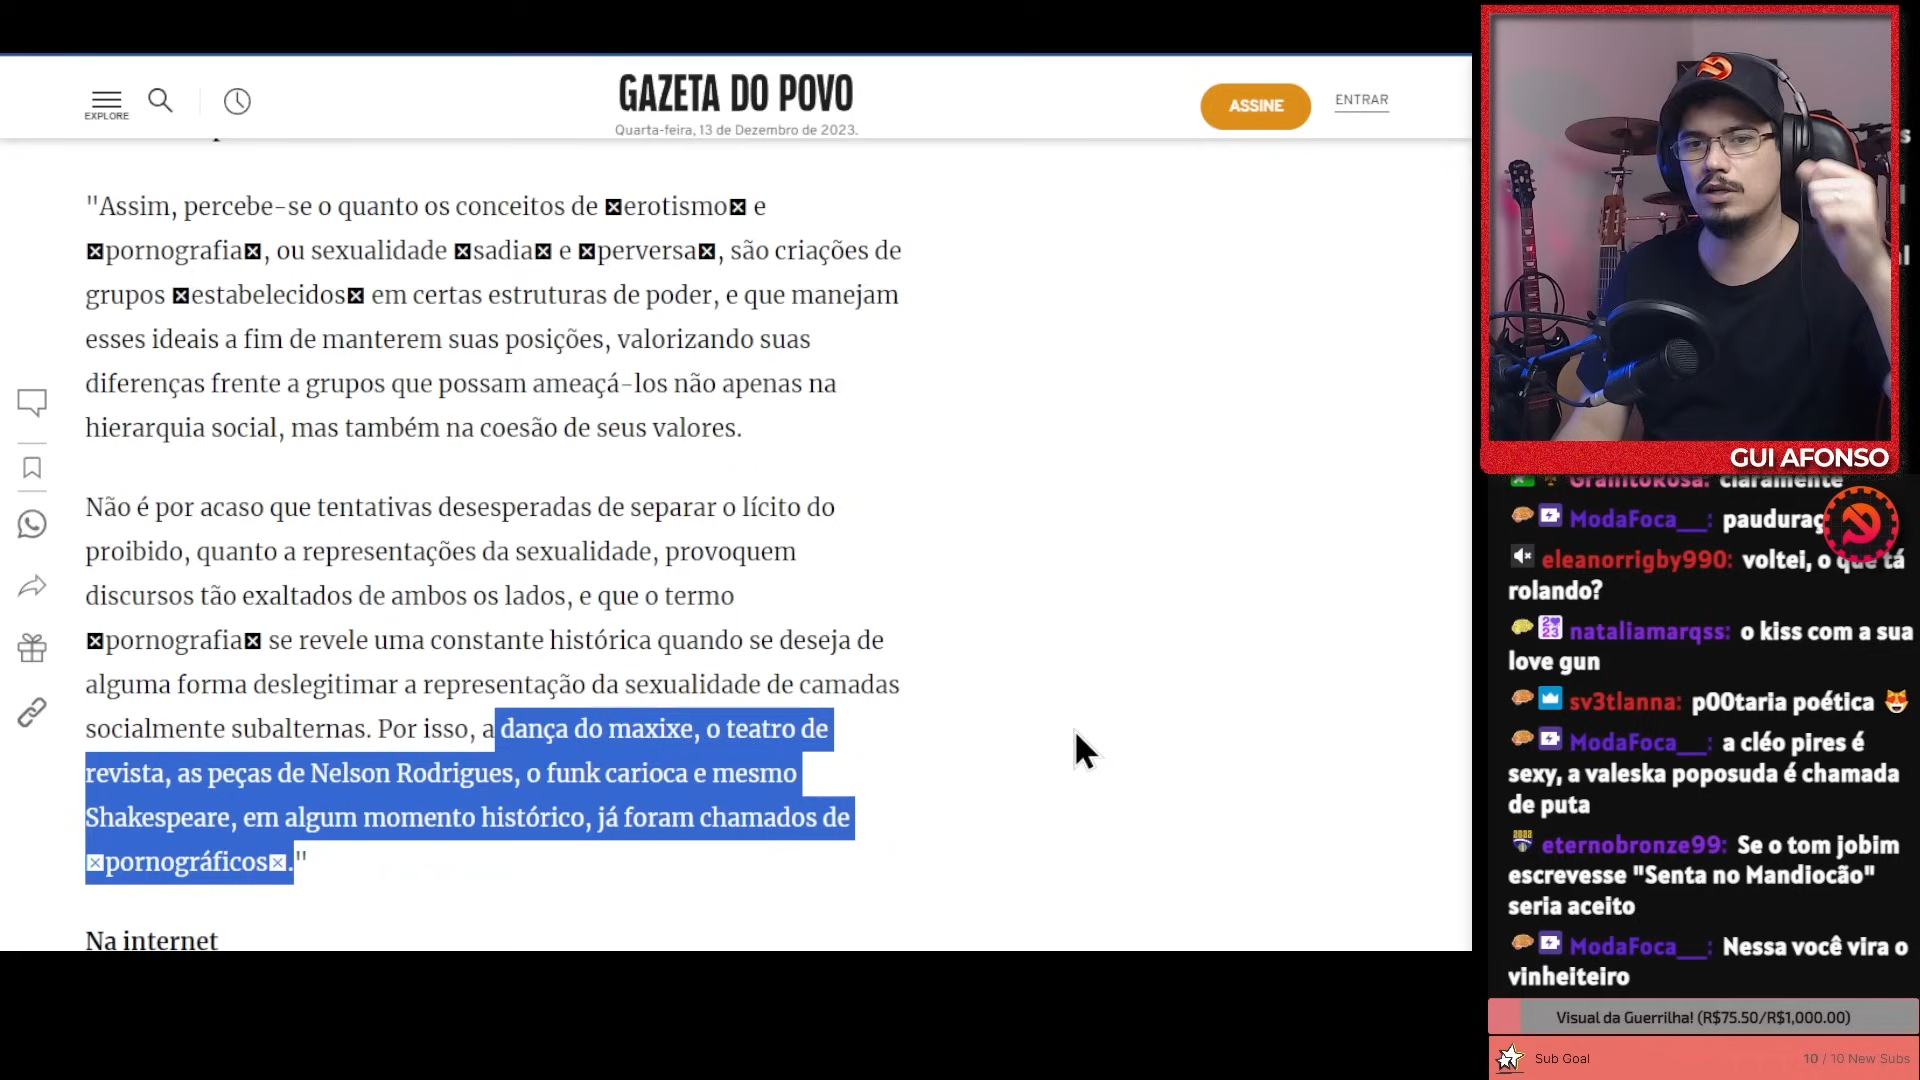 EXPLORE
GAZETA DO POVO
Quarta-feira, 13 de Dezembro de 2023.
ASSINE
ENTRAR
"Assim, percebe-se o quanto os conceitos de erotismo e
pornografia, ou sexualidade sadia e perversa, são criações de
grupos estabelecidos em certas estruturas de poder, e que manejam
esses ideais a fim de manterem suas posições, valorizando suas
diferenças frente a grupos que possam ameaçá-los não apenas na
hierarquia social, mas também na coesão de seus valores.
Não é por acaso que tentativas desesperadas de separar o lícito do
proibido, quanto a representações da sexualidade, provoquem
discursos tão exaltados de ambos os lados, e que o termo
pornografia se revele uma constante histórica quando se deseja de
alguma forma deslegitimar a representação da sexualidade de camadas
socialmente subalternas. Por isso, a dança do maxixe, o teatro de
revista, as peças de Nelson Rodrigues, o funk carioca e mesmo
Shakespeare, em algum momento histórico, já foram chamados de
pornográficos."
Na internet
GUI AFONSO
GranitoRosa: claramente
ModaFoca__:
eleanorrigby990: voltei, o que tá
rolando?
nataliamarqss: o kiss com a sua
love gun
sv3tlanna: p00taria poética
ModaFoca__: a cléo pires é
sexy, a valeska poposuda é chamada
de puta
eternobronze99: Se o tom jobim
escrevesse "Senta no Mandiocão"
seria aceito
ModaFoca__: Nessa você vira o
vinheiteiro
Visual da Guerrilha! (R$75.50/R$1,000.00)
Sub Goal
10 / 10 New Subs